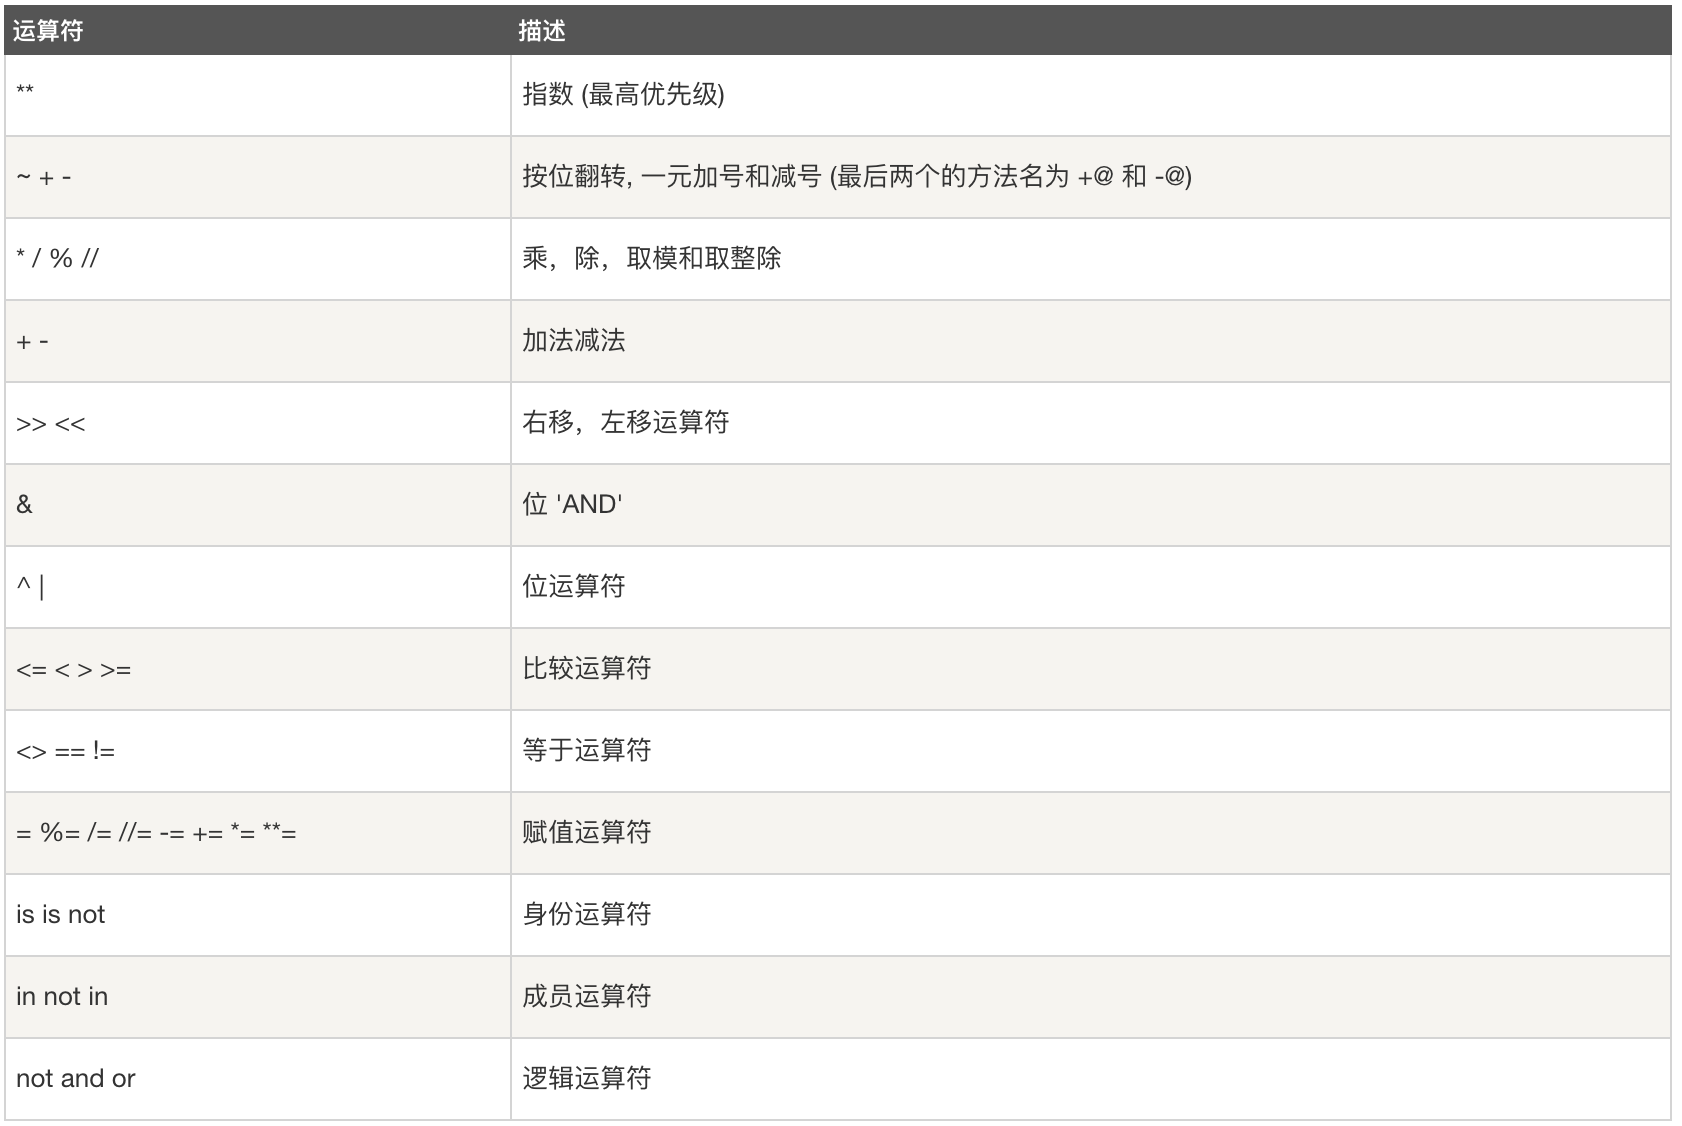 运算符 描述
** 指数 (最高优先级)
~ + - 按位翻转, 一元加号和减号 (最后两个的方法名为 +@ 和 -@)
* / % // 乘，除，取模和取整除
+ - 加法减法
>> << 右移，左移运算符
& 位 'AND'
^ | 位运算符
<= < > >= 比较运算符
<> == != 等于运算符
= %= /= //= -= += *= **= 赋值运算符
is is not 身份运算符
in not in 成员运算符
not and or 逻辑运算符